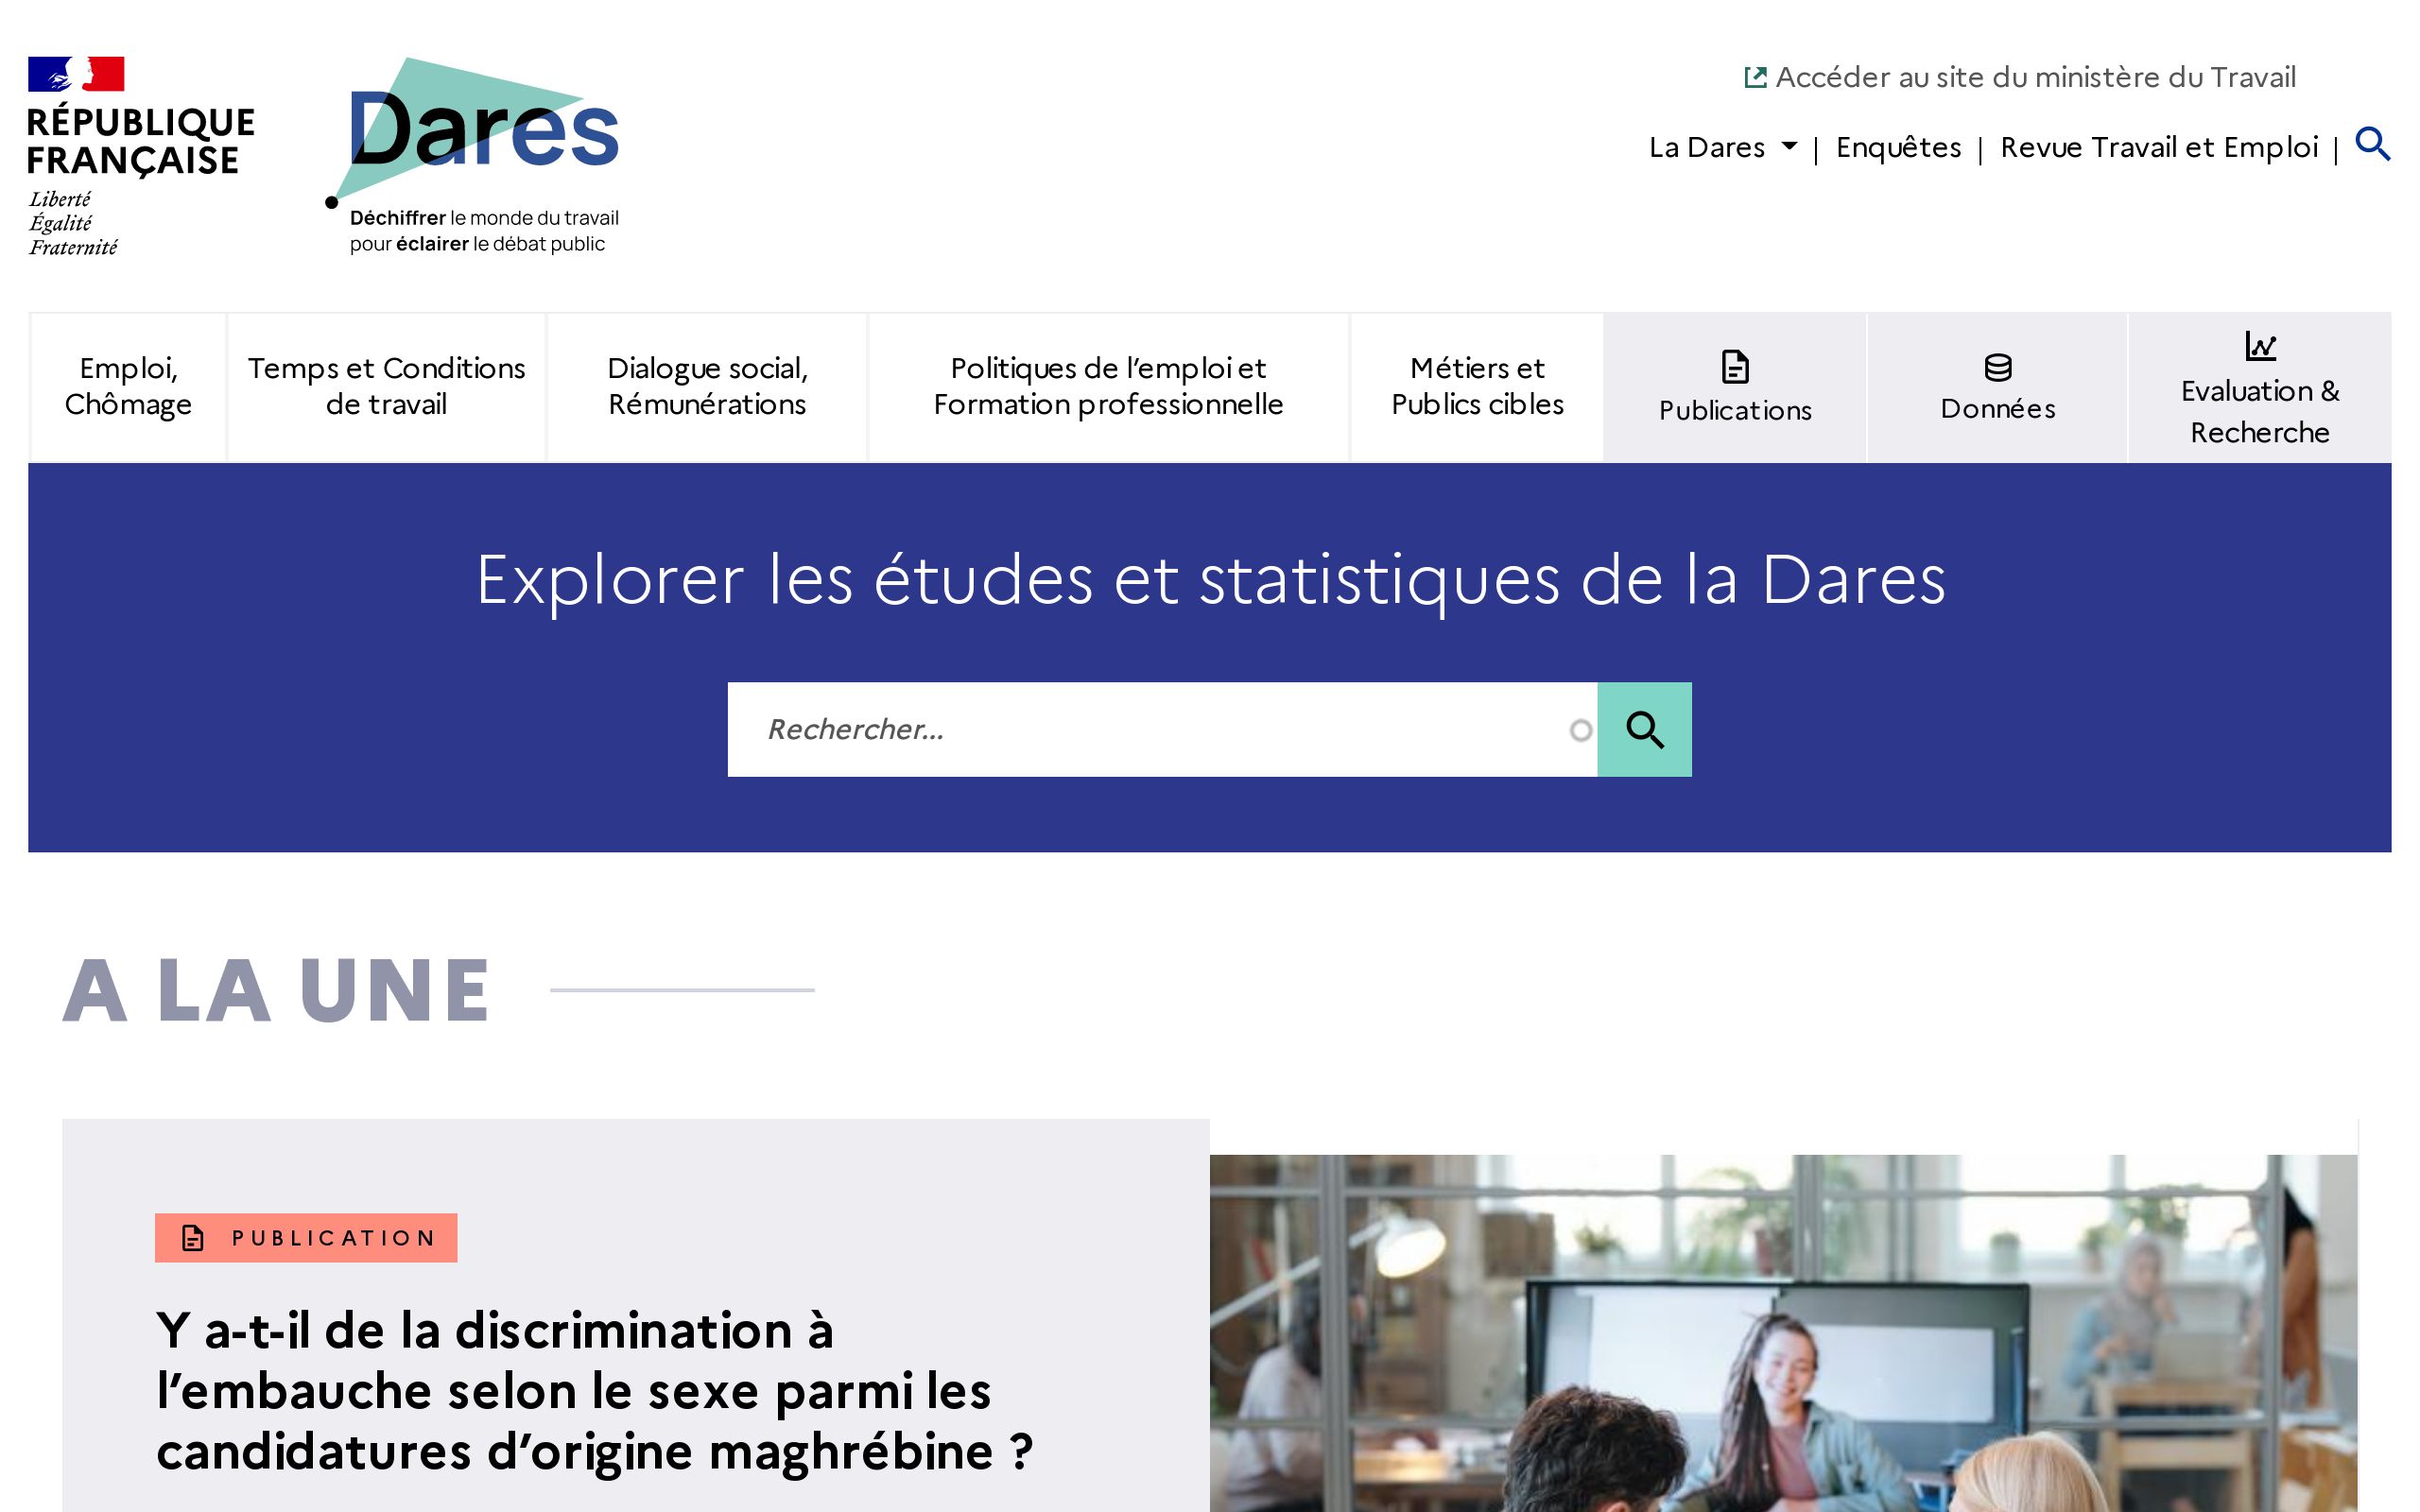 RÉPUBLIQUE
FRANÇAISE
Liberté
Égalité
Fraternité
Dares
Déchiffrer le monde du travail
pour éclairer le débat public
Accéder au site du ministère du Travail
La Dares | Enquêtes | Revue Travail et Emploi |
Emploi,
Chômage
Temps et Conditions
de travail
Dialogue social,
Rémunérations
Politiques de l’emploi et
Formation professionnelle
Métiers et
Publics cibles
Publications
Données
Evaluation &
Recherche
Explorer les études et statistiques de la Dares
Rechercher...
A LA UNE
PUBLICATION
Y a-t-il de la discrimination à
l’embauche selon le sexe parmi les
candidatures d’origine maghrébine ?